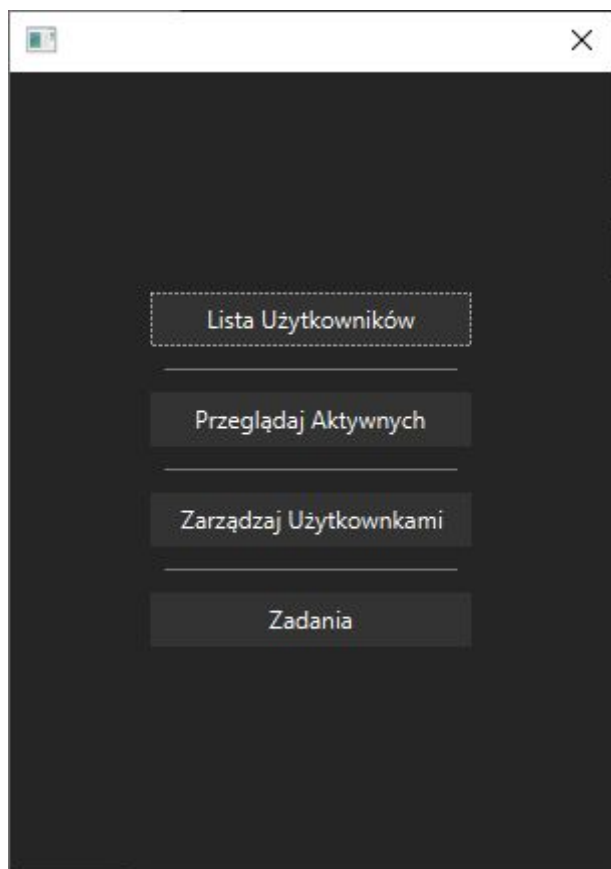 Lista Użytkowników
Przeglądaj Aktywnych
Zarządzaj Użytkownkami
Zadania